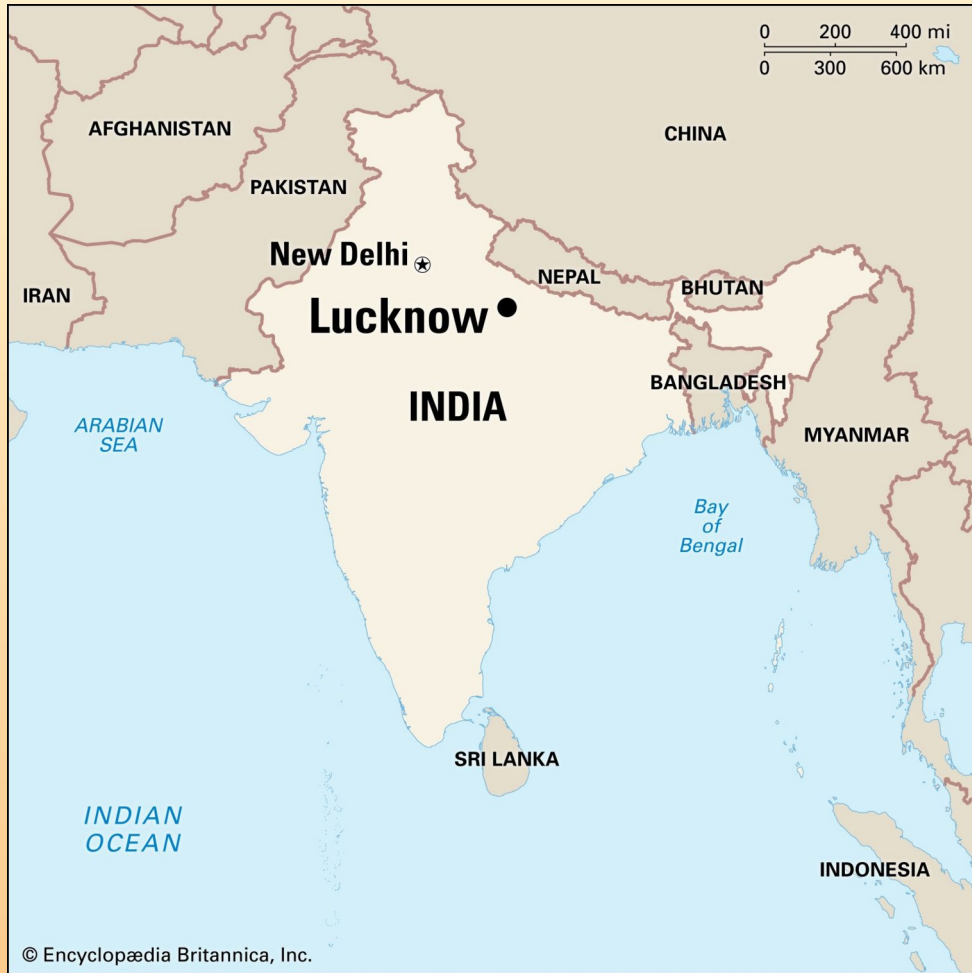 0 200 400 mi
0 300 600 km
AFGHANISTAN
CHINA
PAKISTAN
New Delhi
NEPAL
BHUTAN
IRAN
Lucknow
BANGLADESH
INDIA
ARABIAN
SEA
MYANMAR
Bay
of
Bengal
SRI LANKA
INDIAN
OCEAN
INDONESIA
© Encyclopædia Britannica, Inc.